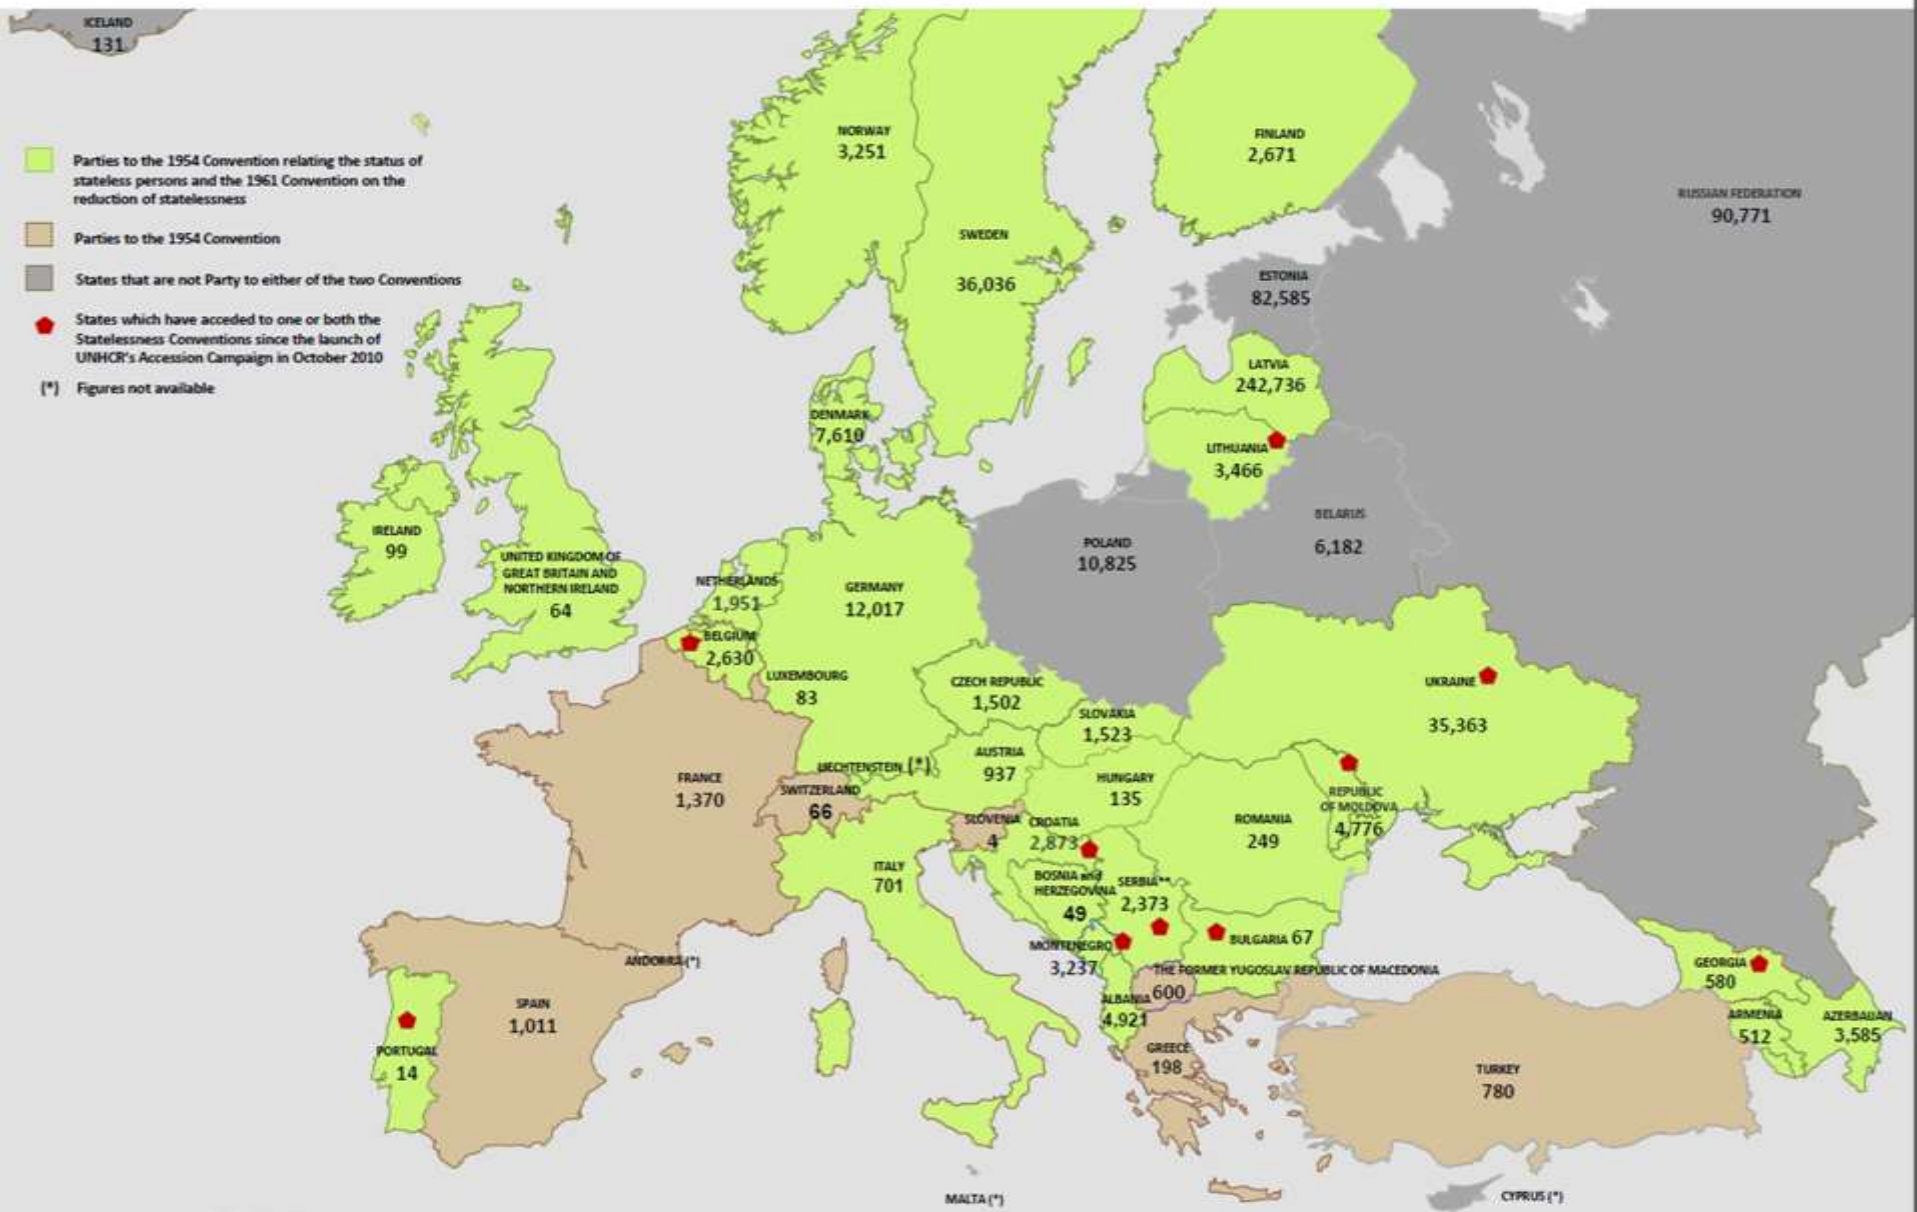 ICELAND
131
Parties to the 1954 Convention relating the status of
stateless persons and the 1961 Convention on the
reduction of statelessness
Parties to the 1954 Convention
States that are not Party to either of the two Conventions
States which have acceded to one or both the
Statelessness Conventions since the launch of
UNHCR's Accession Campaign in October 2010
(*) Figures not available
NORWAY
3,251
FINLAND
2,671
RUSSIAN FEDERATION
90,771
SWEDEN
36,036
ESTONIA
82,585
LATVIA
242,736
DENMARK
7,610
LITHUANIA
3,466
BELARUS
6,182
IRELAND
99
UNITED KINGDOM OF
GREAT BRITAIN AND
NORTHERN IRELAND
64
NETHERLANDS
1,951
GERMANY
12,017
POLAND
10,825
BELGIUM
2,630
LUXEMBOURG
83
CZECH REPUBLIC
1,502
SLOVAKIA
1,523
UKRAINE
35,363
LIECHTENSTEIN (*)
AUSTRIA
937
FRANCE
1,370
SWITZERLAND
66
HUNGARY
135
REPUBLIC
OF MOLDOVA
4,776
SLOVENIA
4
CROATIA
2,873
ROMANIA
249
ITALY
701
BOSNIA and
HERZEGOVINA
49
SERBIA**
2,373
MONTENEGRO
3,237
BULGARIA 67
ANDORRA (*)
THE FORMER YUGOSLAV REPUBLIC OF MACEDONIA
600
GEORGIA
580
SPAIN
1,011
ALBANIA
4,921
ARMENIA
512
AZERBAIJAN
3,585
PORTUGAL
14
GREECE
198
TURKEY
780
MALTA (*)
CYPRUS (*)